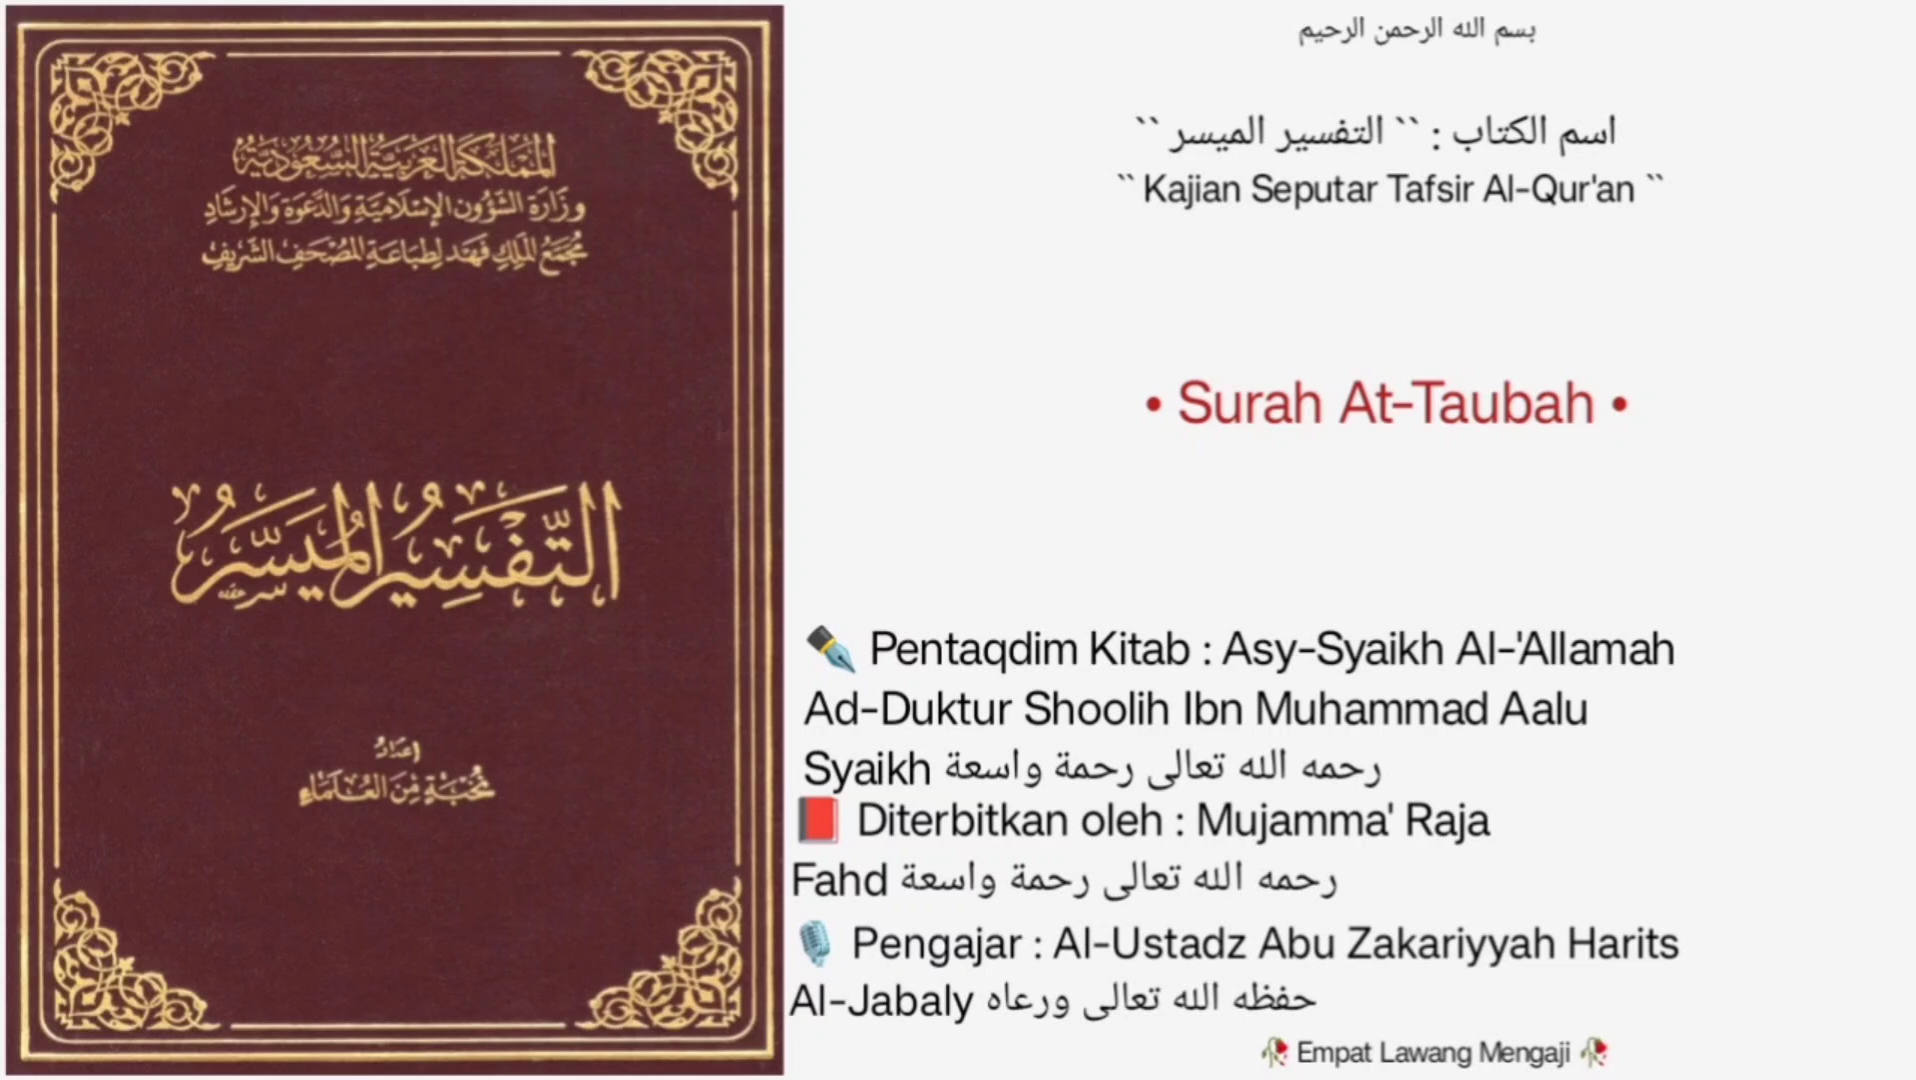 المملكة العربية السعودية
وزارة الشؤون الإسلامية والدعوة والإرشاد
مجمع الملك فهد لطباعة المصحف الشريف
التفسير الميسر
إعداد
نخبة من العلماء
بسم الله الرحمن الرحيم
اسم الكتاب : `` التفسير الميسر ``
`` Kajian Seputar Tafsir Al-Qur'an ``
• Surah At-Taubah •
✒️ Pentaqdim Kitab : Asy-Syaikh Al-'Allamah
Ad-Duktur Shoolih Ibn Muhammad Aalu
Syaikh رحمه الله تعالى رحمة واسعة
📕 Diterbitkan oleh : Mujamma' Raja
Fahd رحمه الله تعالى رحمة واسعة
🎙️ Pengajar : Al-Ustadz Abu Zakariyyah Harits
Al-Jabaly حفظه الله تعالى ورعاه
🥀 Empat Lawang Mengaji 🥀